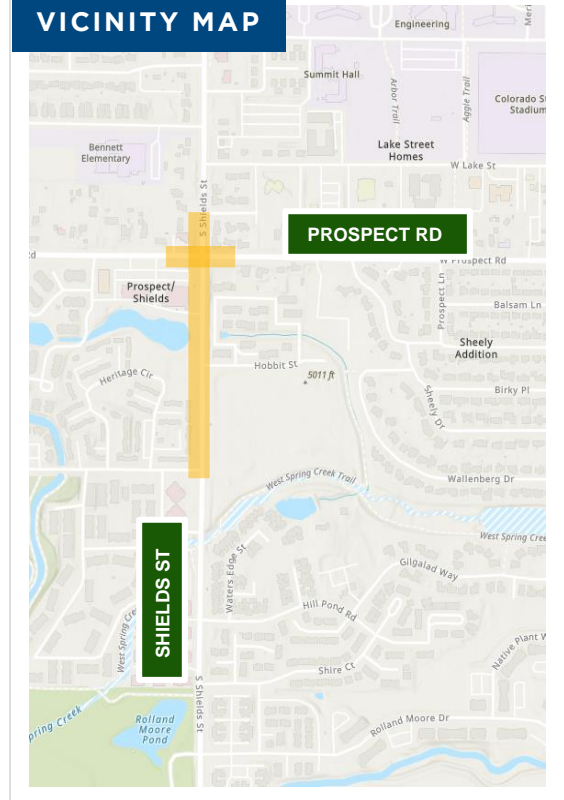 VICINITY MAP
Engineering
Meri
Summit Hall
Arbor Trail
Aggie Trail
Colorado St
Stadium
Bennett
Elementary
Lake Street
Homes
W Lake St
S Shields St
PROSPECT RD
Rd
W Prospect Rd
Prospect/
Shields
Prospect Ln
Balsam Ln
Sheely
Addition
Hobbit St
Heritage Cir
5011 ft
Birky Pl
Sheely Dr
West Spring Creek Trail
Wallenberg Dr
West Spring Cree
SHIELDS ST
Waters Edge St
Gilgalad Way
Hill Pond Rd
West Spring Cre
Shire Ct
Native Plant W
S Shields St
pring Creek
Rolland
Moore
Pond
Rolland Moore Dr